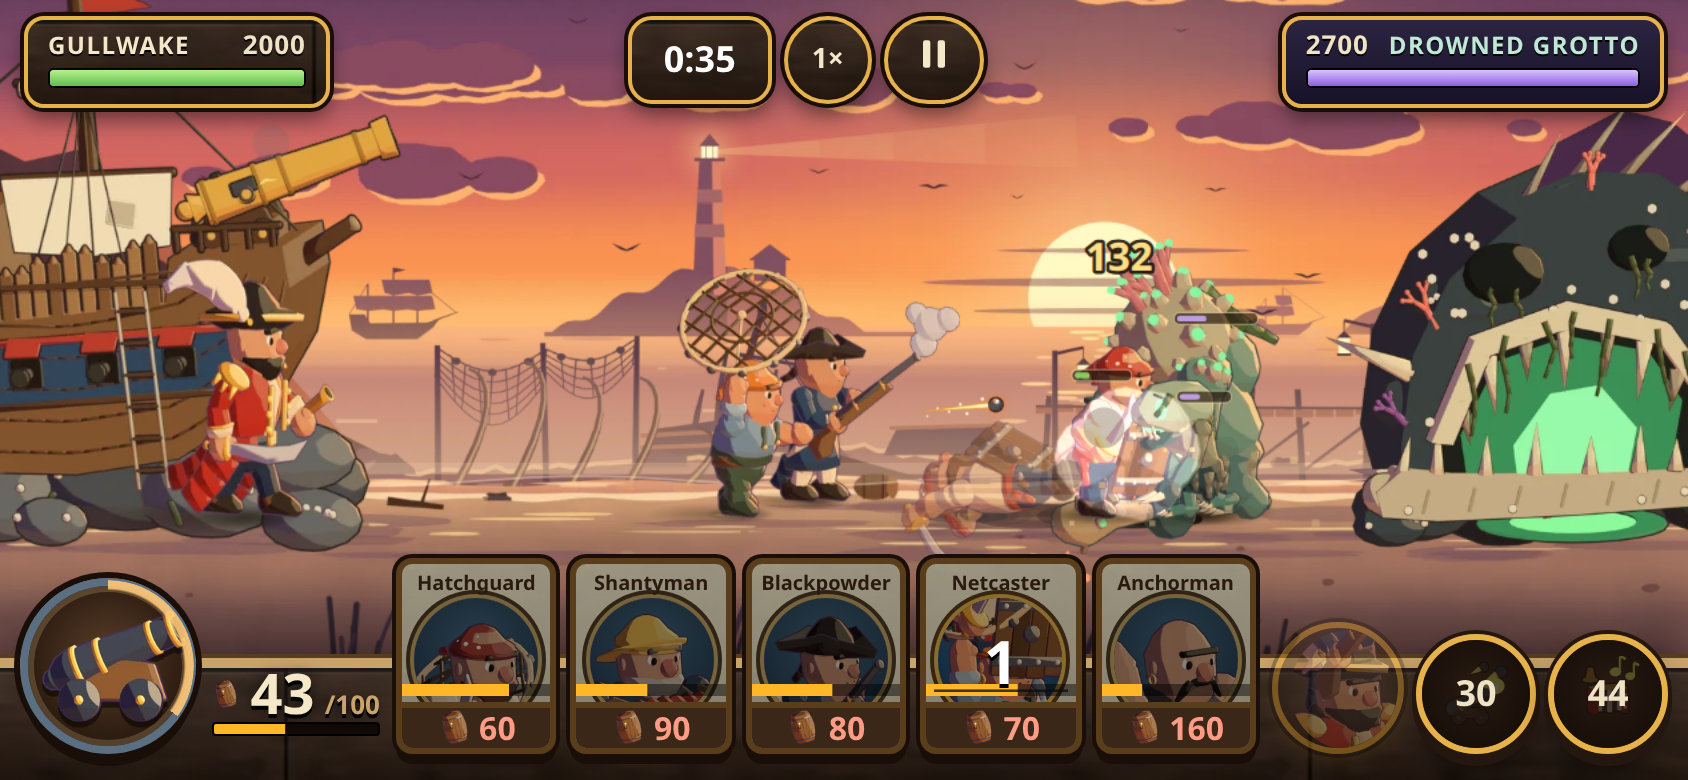 GULLWAKE 2000
0:35
1×
2700 DROWNED GROTTO
132
Hatchguard
Shantyman
Blackpowder
Netcaster
Anchorman
1
43 /100
60
90
80
70
160
30
44